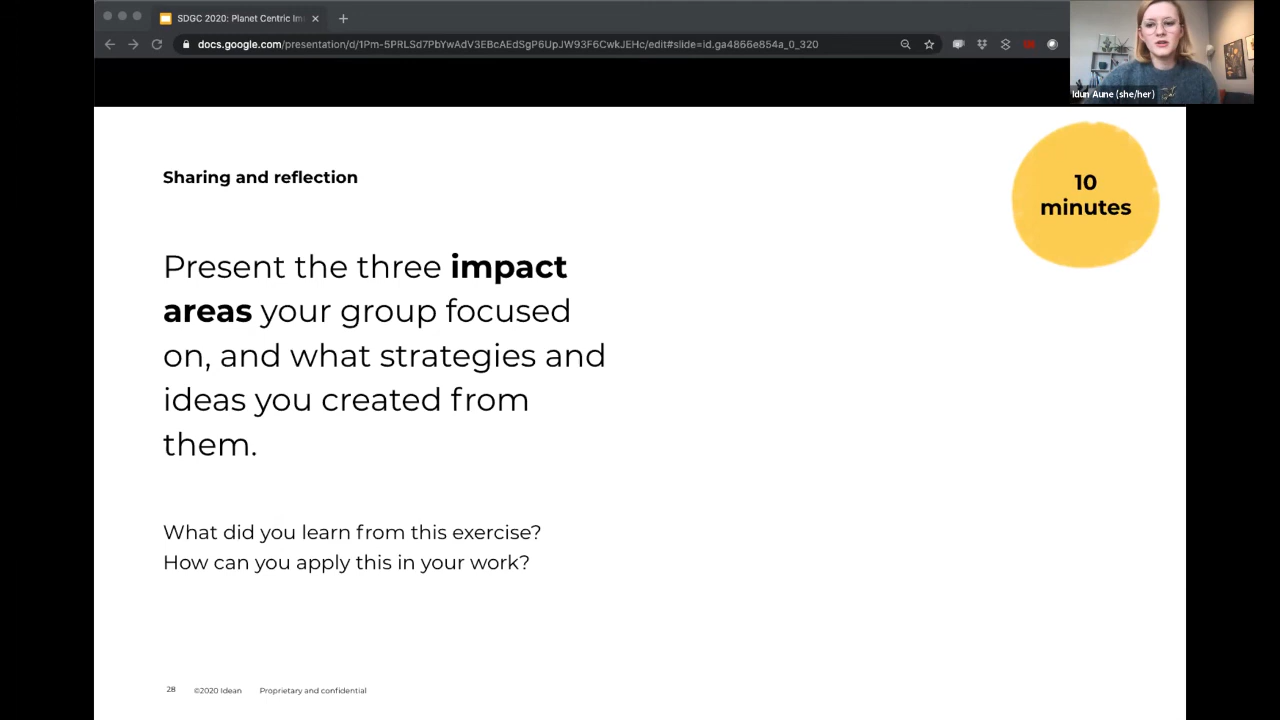 SDGC 2020: Planet Centric Im
docs.google.com/presentation/d/1Pm-5PRLSd7PbYwAdV3EBcAEdSgP6UpJW93F6CwkJEHc/edit#slide=id.ga4866e854a_0_320
Idun Aune (she/her)
Sharing and reflection
10
minutes
Present the three impact
areas your group focused
on, and what strategies and
ideas you created from
them.
What did you learn from this exercise?
How can you apply this in your work?
28 ©2020 Idean Proprietary and confidential